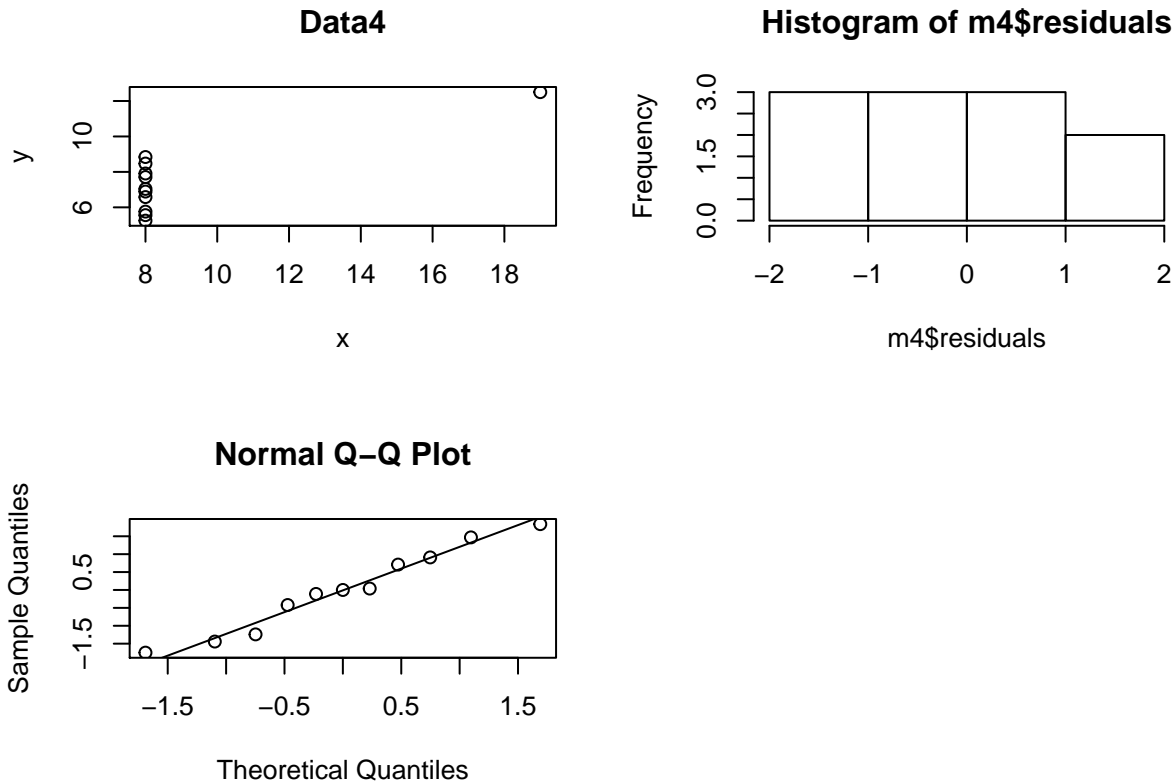 Data4
y
6
10
8 10 12 14 16 18
x
Histogram of m4$residuals
Frequency
0.0
1.5
3.0
−2 −1 0 1 2
m4$residuals
Normal Q−Q Plot
Sample Quantiles
−1.5
0.5
−1.5 −0.5 0.5 1.5
Theoretical Quantiles